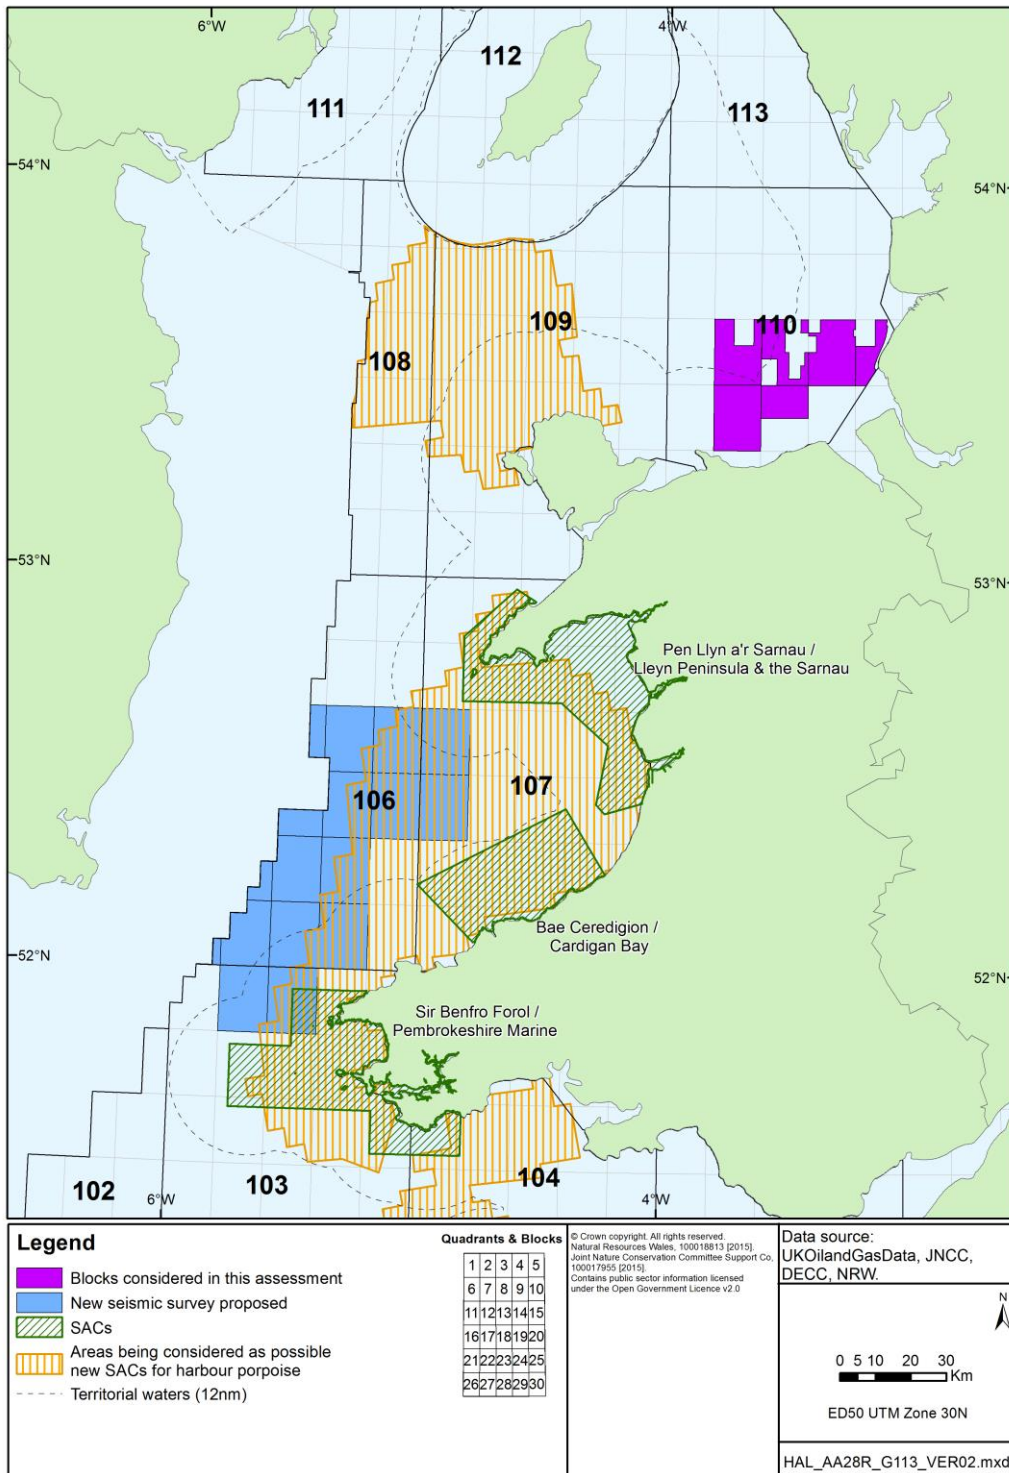 6°W
4°W
112
111
113
54°N
54°N
109
110
108
53°N
53°N
Pen Llyn a'r Sarnau /
Lleyn Peninsula & the Sarnau
107
106
Bae Ceredigion /
Cardigan Bay
52°N
52°N
Sir Benfro Forol /
Pembrokeshire Marine
104
103
102
6°W
4°W
Legend
Blocks considered in this assessment
New seismic survey proposed
SACs
Areas being considered as possible
new SACs for harbour porpoise
Territorial waters (12nm)
Quadrants & Blocks
1 2 3 4 5
6 7 8 9 10
11 12 13 14 15
16 17 18 19 20
21 22 23 24 25
26 27 28 29 30
© Crown copyright. All rights reserved.
Natural Resources Wales, 100018813 [2015].
Joint Nature Conservation Committee Support Co,
100017955 [2015].
Contains public sector information licensed
under the Open Government Licence v2.0
Data source:
UKOilandGasData, JNCC,
DECC, NRW.
N
0 5 10 20 30
Km
ED50 UTM Zone 30N
HAL_AA28R_G113_VER02.mxd